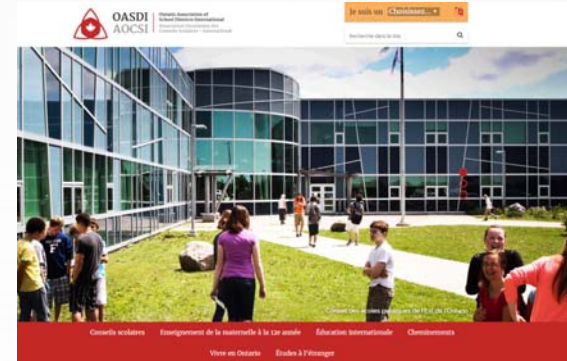 OASDI
AOCSI
Ontario Association of
School Districts International
Association Ontarienne des
Conseils Scolaires - International
Je suis un Choisissez...
Recherche dans le site
Conseil des écoles publiques de l'Est de l'Ontario
Conseils scolaires Enseignement de la maternelle à la 12e année Éducation internationale Cheminements
Vivre en Ontario Études à l'étranger